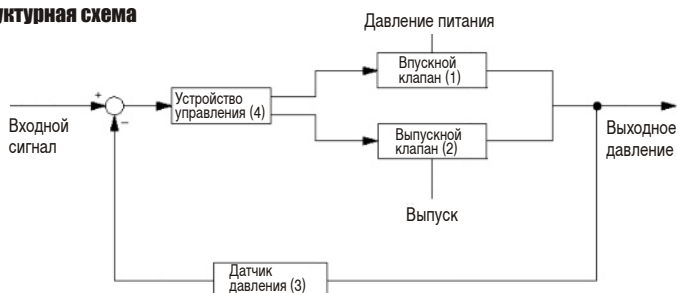 уктурная схема
Давление питания
Впускной
клапан (1)
+
Устройство
управления (4)
–
Входной
сигнал
Выпускной
клапан (2)
Выходное
давление
Выпуск
Датчик
давления (3)